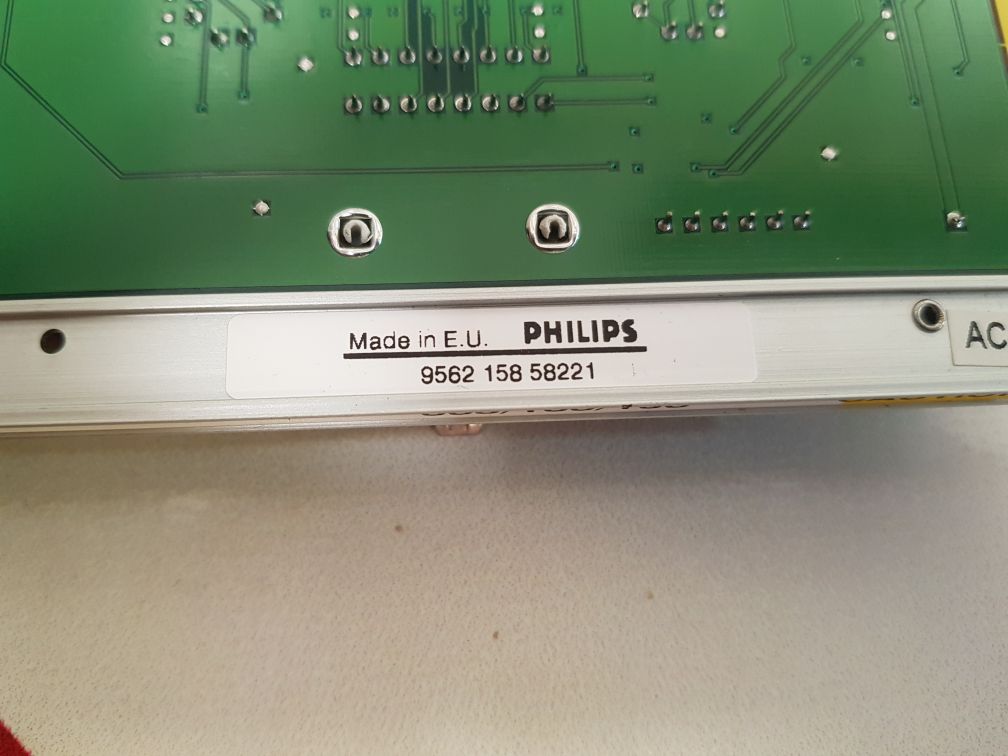 Made in E.U. PHILIPS
9562 158 58221
AC